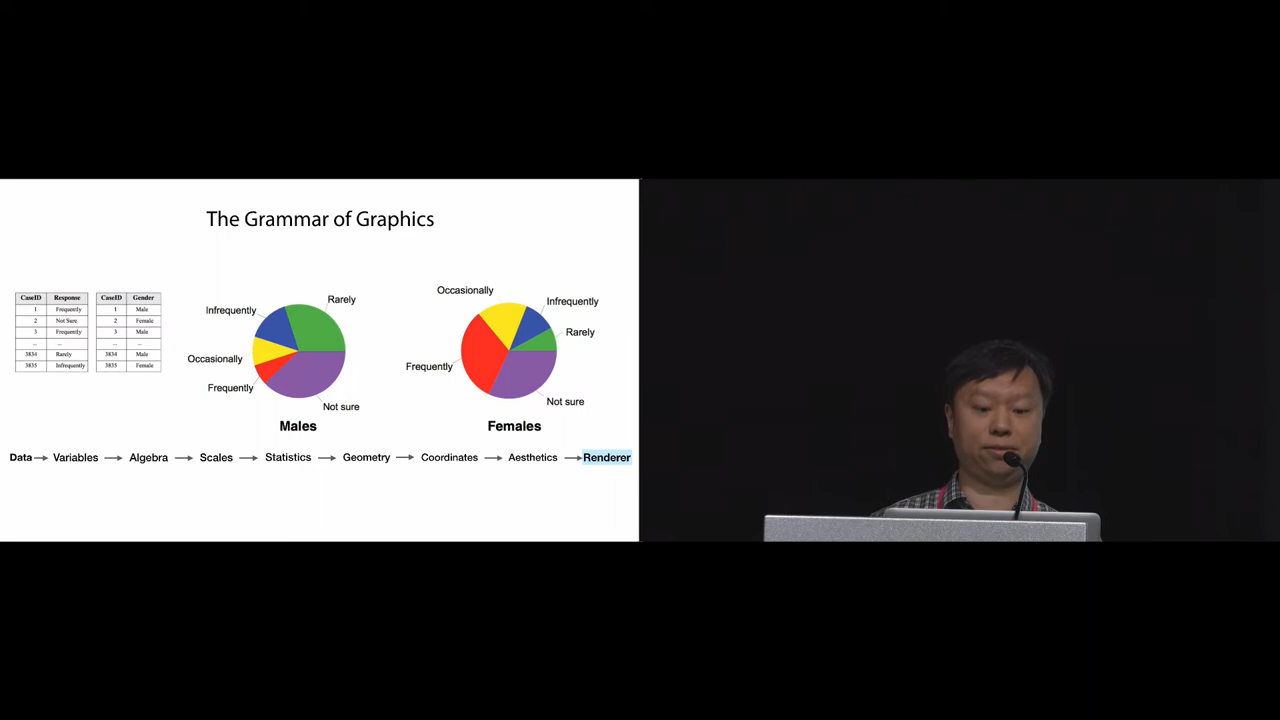 The Grammar of Graphics
CaseID Response
1 Frequently
2 Not Sure
3 Frequently
... ...
3834 Rarely
3835 Infrequently
CaseID Gender
1 Male
2 Female
3 Male
... ...
3834 Male
3835 Female
Rarely
Infrequently
Occasionally
Frequently
Not sure
Males
Occasionally
Infrequently
Rarely
Frequently
Not sure
Females
Data Variables Algebra Scales Statistics Geometry Coordinates Aesthetics Renderer